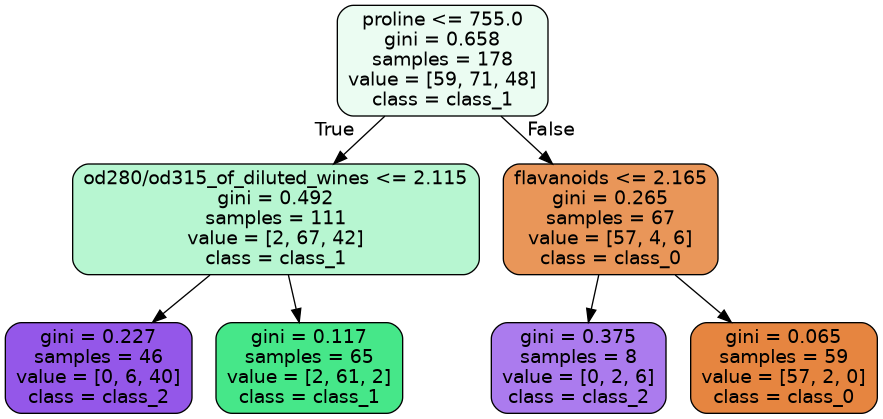 proline <= 755.0
gini = 0.658
samples = 178
value = [59, 71, 48]
class = class_1
True
False
od280/od315_of_diluted_wines <= 2.115
gini = 0.492
samples = 111
value = [2, 67, 42]
class = class_1
flavanoids <= 2.165
gini = 0.265
samples = 67
value = [57, 4, 6]
class = class_0
gini = 0.227
samples = 46
value = [0, 6, 40]
class = class_2
gini = 0.117
samples = 65
value = [2, 61, 2]
class = class_1
gini = 0.375
samples = 8
value = [0, 2, 6]
class = class_2
gini = 0.065
samples = 59
value = [57, 2, 0]
class = class_0